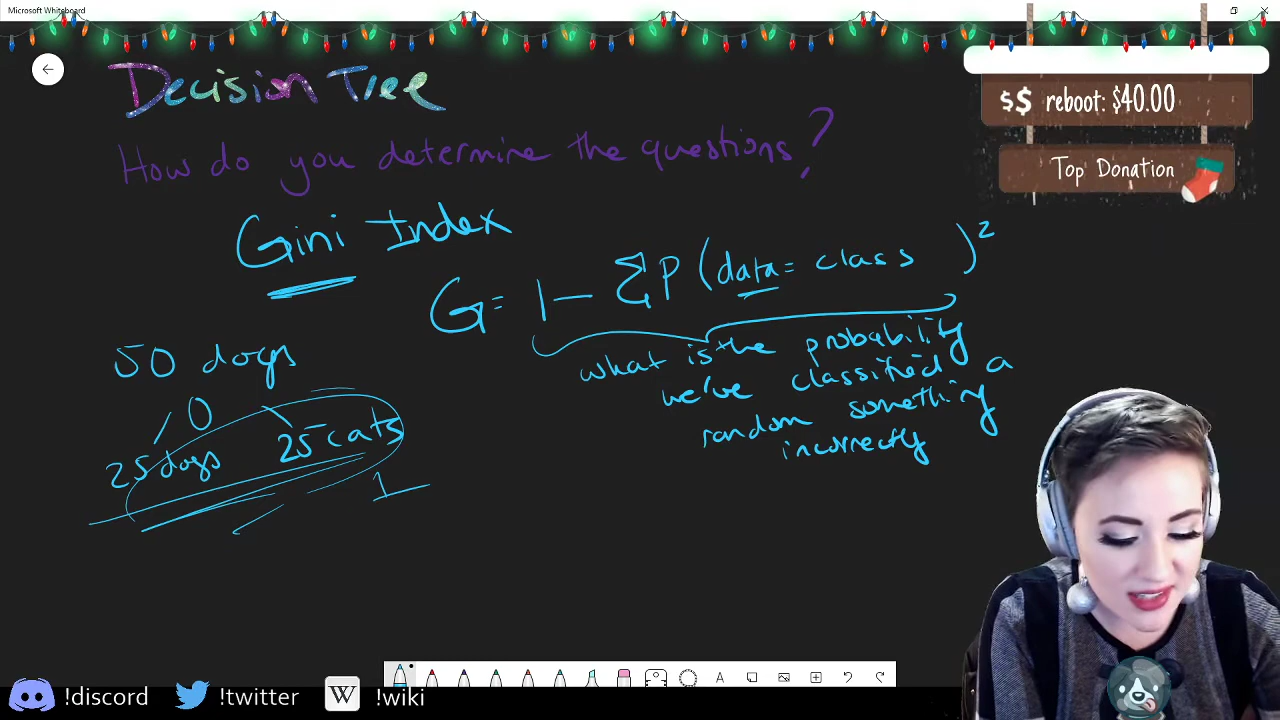 Microsoft Whiteboard
Decision Tree
$$ reboot: $40.00
Top Donation
How do you determine the questions?
Gini Index
G = 1 - Σ P (data = class )²
what is the probability
we've classified a
random something
incorrectly
50 dogs
0
25 dogs 25 cats
1
!discord !twitter W !wiki